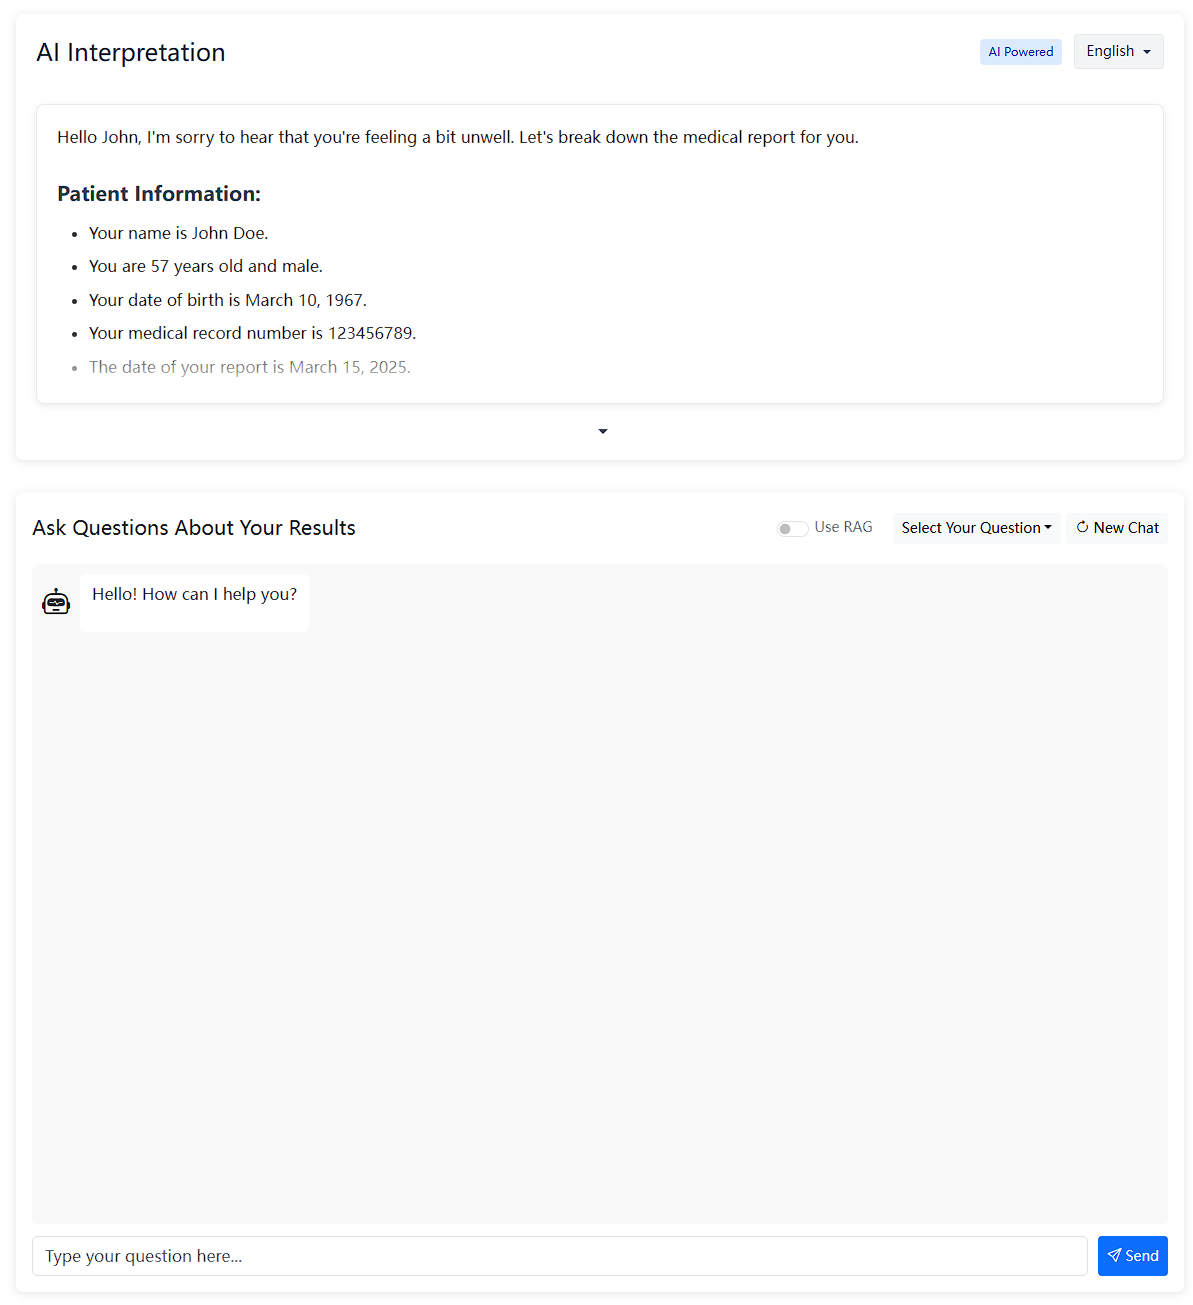 AI Interpretation
AI Powered
English
Hello John, I'm sorry to hear that you're feeling a bit unwell. Let's break down the medical report for you.
Patient Information:
Your name is John Doe.
You are 57 years old and male.
Your date of birth is March 10, 1967.
Your medical record number is 123456789.
The date of your report is March 15, 2025.
Ask Questions About Your Results
Use RAG
Select Your Question
New Chat
Hello! How can I help you?
Type your question here...
Send